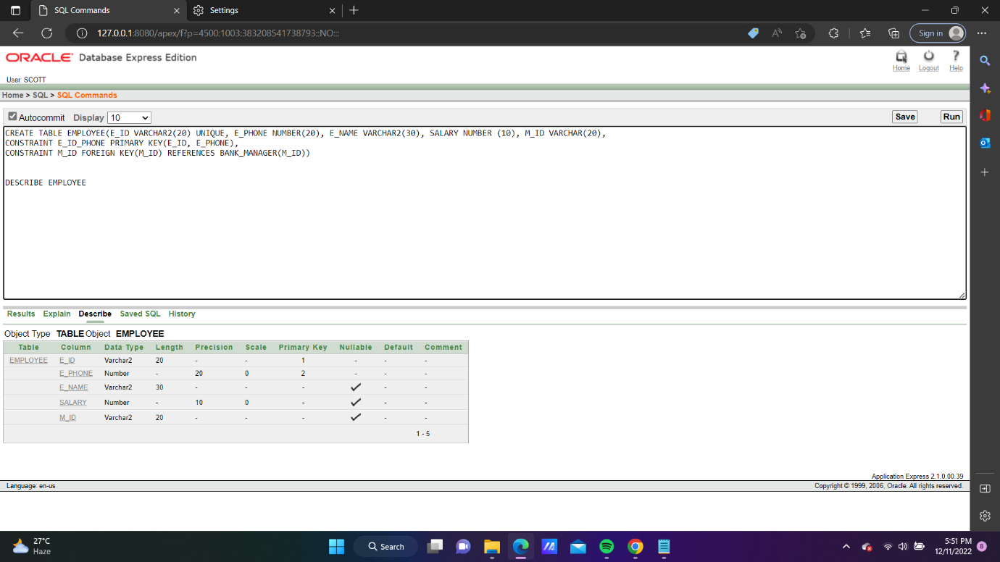 SQL Commands
Settings
127.0.0.1:8080/apex/f?p=4500:1003:383208541738793::NO:::
Sign in
ORACLE Database Express Edition
Home Logout Help
User: SCOTT
Home > SQL > SQL Commands
Autocommit Display 10 Save Run
CREATE TABLE EMPLOYEE(E_ID VARCHAR2(20) UNIQUE, E_PHONE NUMBER(20), E_NAME VARCHAR2(30), SALARY NUMBER (10), M_ID VARCHAR(20),
CONSTRAINT E_ID_PHONE PRIMARY KEY(E_ID, E_PHONE),
CONSTRAINT M_ID FOREIGN KEY(M_ID) REFERENCES BANK_MANAGER(M_ID))
DESCRIBE EMPLOYEE
Results Explain Describe Saved SQL History
Object Type TABLE Object EMPLOYEE
Table Column Data Type Length Precision Scale Primary Key Nullable Default Comment
EMPLOYEE E_ID Varchar2 20 - - 1 - - -
E_PHONE Number - 20 0 2 - - -
E_NAME Varchar2 30 - - - ✓ - -
SALARY Number - 10 0 - ✓ - -
M_ID Varchar2 20 - - - ✓ - -
1 - 5
Application Express 2.1.0.00.39
Language: en-us
Copyright © 1999, 2006, Oracle. All rights reserved.
27°C
Haze
Search
5:51 PM
12/11/2022
8